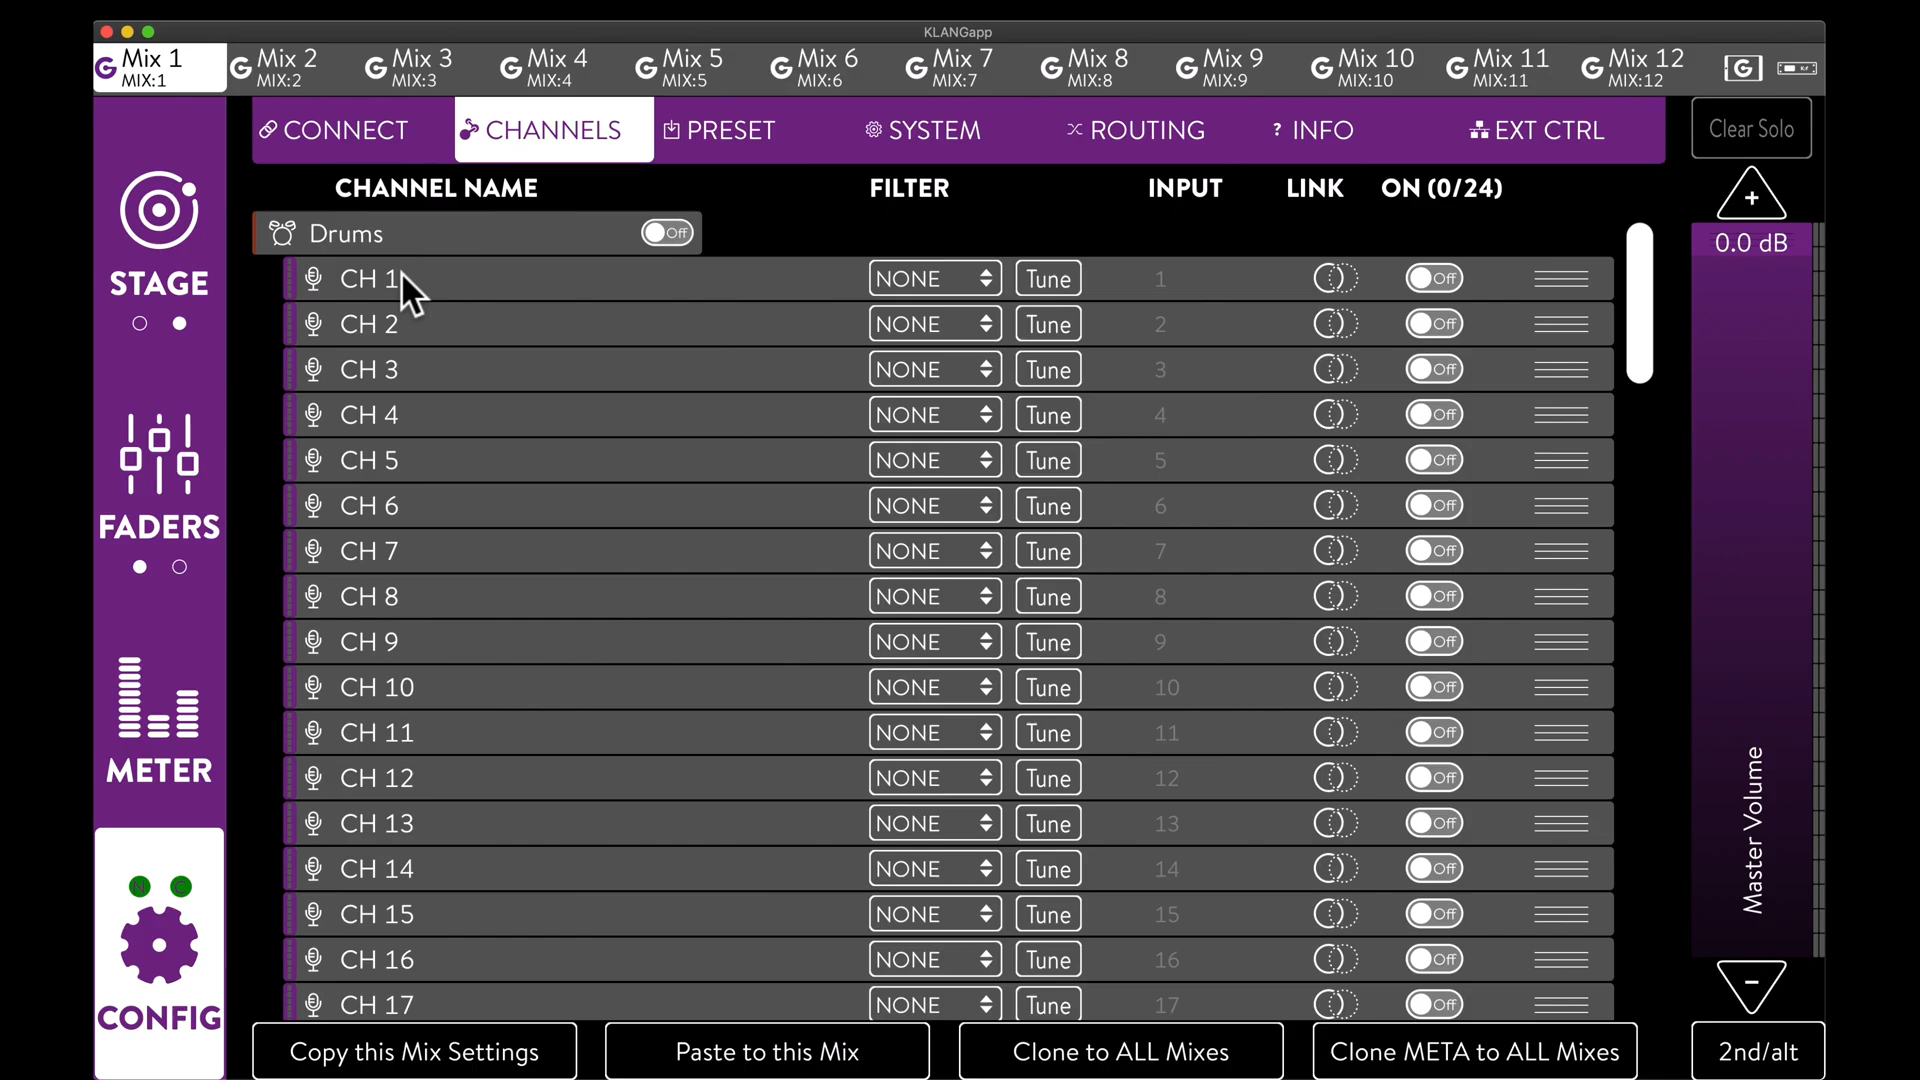 KLANGapp
Mix 1 Mix 2 Mix 3 Mix 4 Mix 5 Mix 6 Mix 7 Mix 8 Mix 9 Mix 10 Mix 11 Mix 12
MIX:1 MIX:2 MIX:3 MIX:4 MIX:5 MIX:6 MIX:7 MIX:8 MIX:9 MIX:10 MIX:11 MIX:12
CONNECT CHANNELS PRESET SYSTEM ROUTING ? INFO EXT CTRL Clear Solo
CHANNEL NAME FILTER INPUT LINK ON (0/24)
+
Drums Off
0.0 dB
CH 1 NONE Tune 1 Off
STAGE
CH 2 NONE Tune 2 Off
CH 3 NONE Tune 3 Off
CH 4 NONE Tune 4 Off
CH 5 NONE Tune 5 Off
CH 6 NONE Tune 6 Off
FADERS
CH 7 NONE Tune 7 Off
CH 8 NONE Tune 8 Off
CH 9 NONE Tune 9 Off
CH 10 NONE Tune 10 Off
CH 11 NONE Tune 11 Off
METER
CH 12 NONE Tune 12 Off
CH 13 NONE Tune 13 Off
Master Volume
CH 14 NONE Tune 14 Off
CH 15 NONE Tune 15 Off
CH 16 NONE Tune 16 Off
-
CH 17 NONE Tune 17 Off
CONFIG
Copy this Mix Settings Paste to this Mix Clone to ALL Mixes Clone META to ALL Mixes 2nd/alt